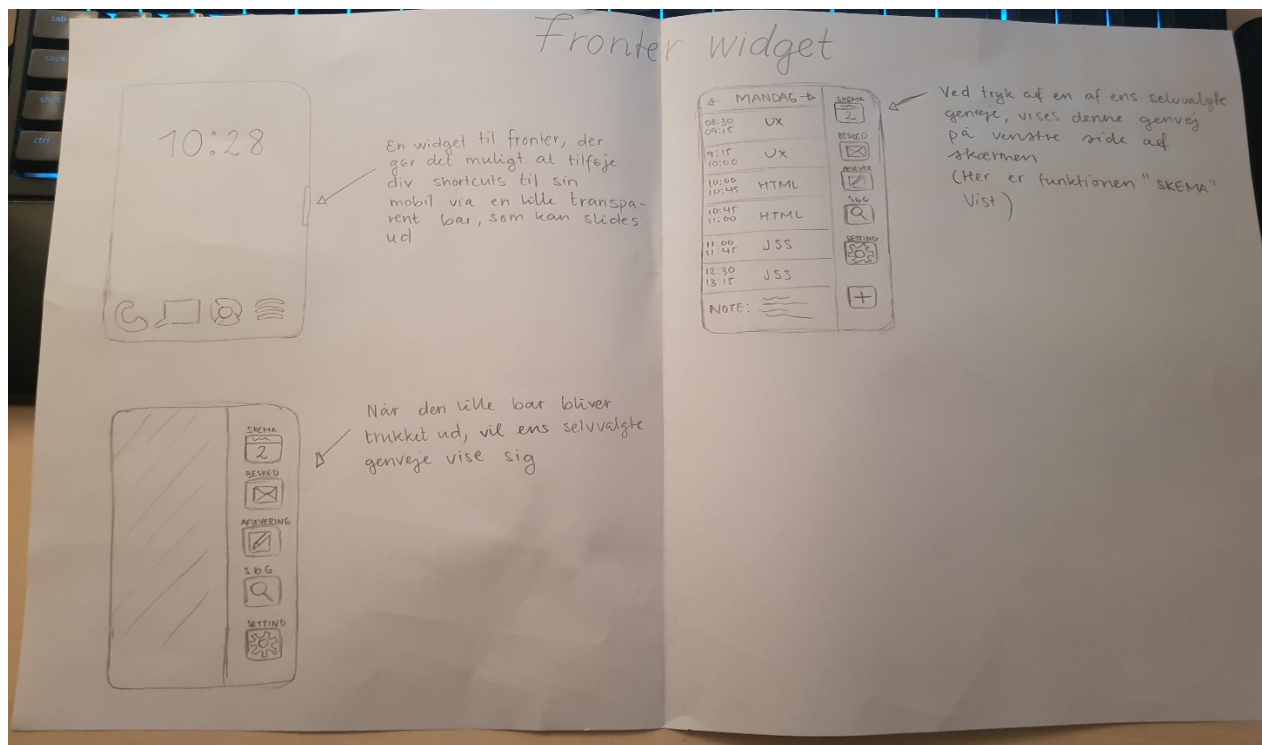 Fronter widget
10:28
En widget til fronter, der
gør det muligt at tilføje
div shortcuts til sin
mobil via en lille transpa-
rent bar, som kan slides
ud
SKEMA
2
BESKED
AFLEVERING
SØG
SETTING
Når den lille bar bliver
trukket ud, vil ens selvvalgte
genveje vise sig
← MANDAG →
08:30
09:15
UX
9:15
10:00
UX
10:00
10:45
HTML
10:45
11:00
HTML
11:00
11:45
JSS
12:30
13:15
JSS
NOTE:
SKEMA
2
BESKED
SØG
SETTING
+
Ved tryk af en af ens selvvalgte
genveje, vises denne genvej
på venstre side af
skærmen
(Her er funktionen "SKEMA"
Vist)
tab
caps
shift
ctrl